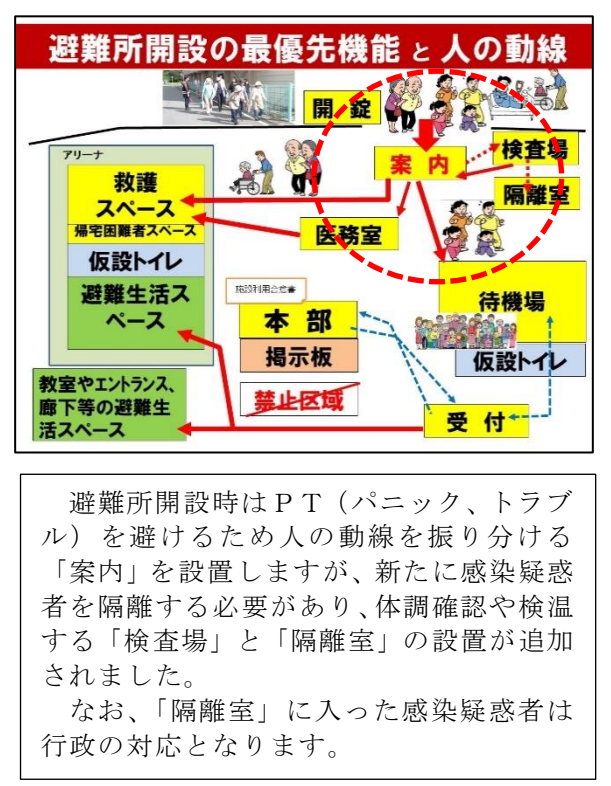 避難所開設の最優先機能と人の動線
開 錠
案 内
検査場
隔離室
アリーナ
救護
スペース
帰宅困難者スペース
仮設トイレ
避難生活ス
ペース
医務室
施設利用合意書
本 部
掲示板
禁止区域
待機場
仮設トイレ
受 付
教室やエントランス、
廊下等の避難生
活スペース
避難所開設時はPT(パニック、トラブ
ル)を避けるため人の動線を振り分ける
「案内」を設置しますが、新たに感染疑惑
者を隔離する必要があり、体調確認や検温
する「検査場」と「隔離室」の設置が追加
されました。
なお、「隔離室」に入った感染疑惑者は
行政の対応となります。